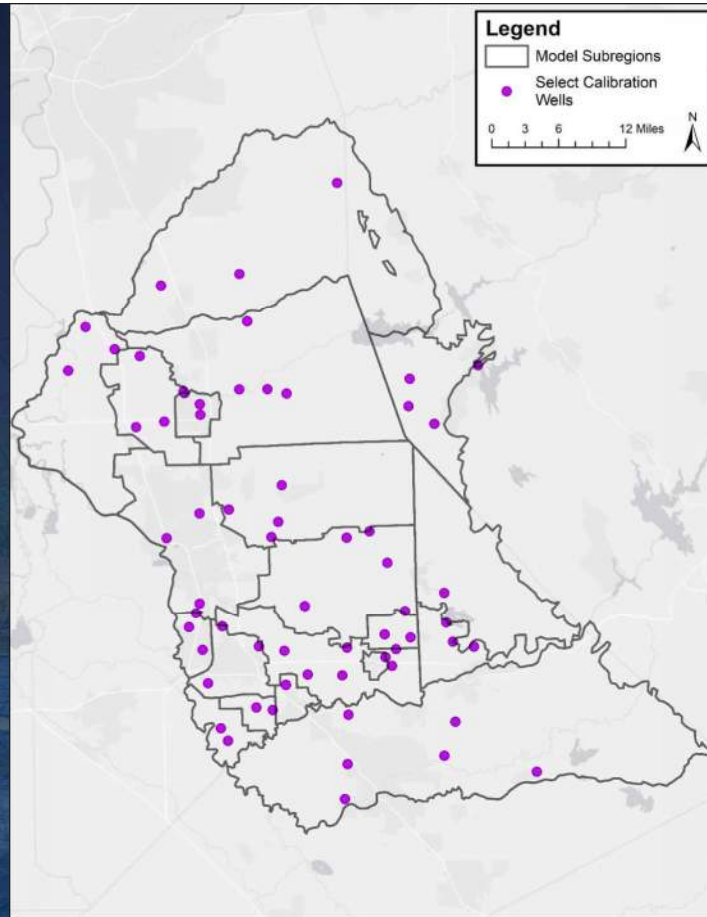 Legend
Model Subregions
Select Calibration
Wells
0 3 6 12 Miles
N